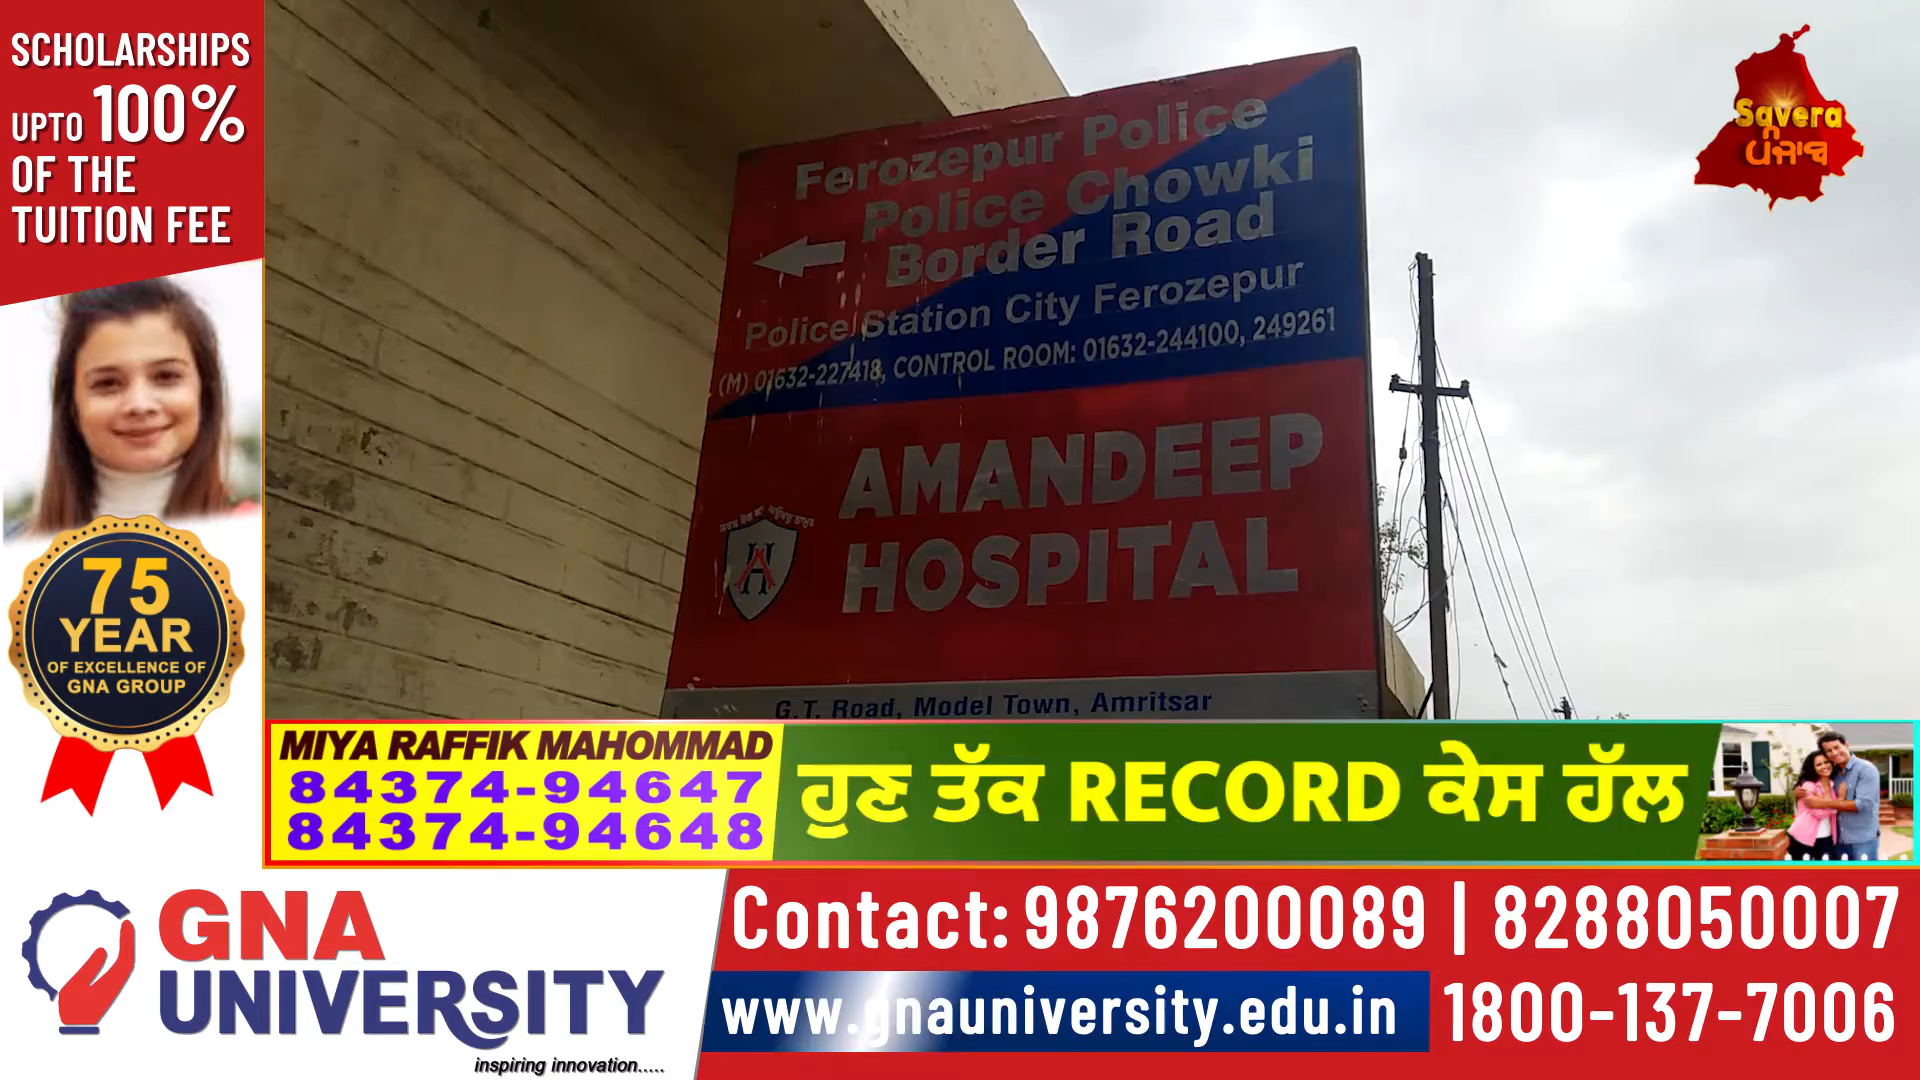 SCHOLARSHIPS
UPTO 100%
OF THE
TUITION FEE
75
YEAR
OF EXCELLENCE OF
GNA GROUP
Ferozepur Police
Police Chowki
Border Road
Police Station City Ferozepur
(M) 01632-227418, CONTROL ROOM: 01632-244100, 249261
AMANDEEP
HOSPITAL
G.T. Road, Model Town, Amritsar
Savera
ਪੰਜਾਬ
MIYA RAFFIK MAHOMMAD
84374-94647
84374-94648
ਹੁਣ ਤੱਕ RECORD ਕੇਸ ਹੱਲ
GNA
UNIVERSITY
inspiring innovation.....
Contact: 9876200089 | 8288050007
www.gnauniversity.edu.in 1800-137-7006